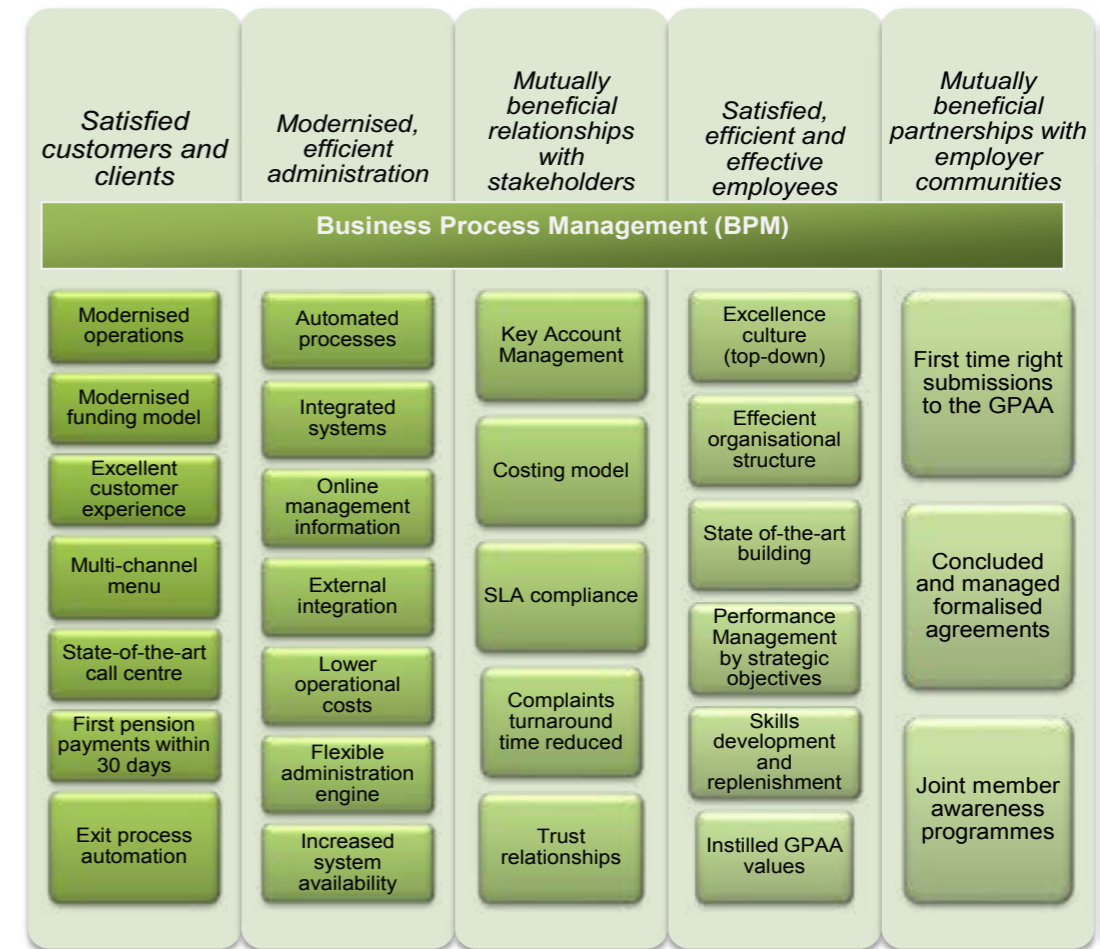 Satisfied
customers and
clients
Modernised,
efficient
administration
Mutually
beneficial
relationships
with
stakeholders
Satisfied,
efficient and
effective
employees
Mutually
beneficial
partnerships with
employer
communities
Business Process Management (BPM)
Modernised
operations
Modernised
funding model
Excellent
customer
experience
Multi-channel
menu
State-of-the-art
call centre
First pension
payments within
30 days
Exit process
automation
Automated
processes
Integrated
systems
Online
management
information
External
integration
Lower
operational
costs
Flexible
administration
engine
Increased
system
availability
Key Account
Management
Costing model
SLA compliance
Complaints
turnaround
time reduced
Trust
relationships
Excellence
culture
(top-down)
Effecient
organisational
structure
State of-the-art
building
Performance
Management
by strategic
objectives
Skills
development
and
replenishment
Instilled GPAA
values
First time right
submissions
to the GPAA
Concluded
and managed
formalised
agreements
Joint member
awareness
programmes